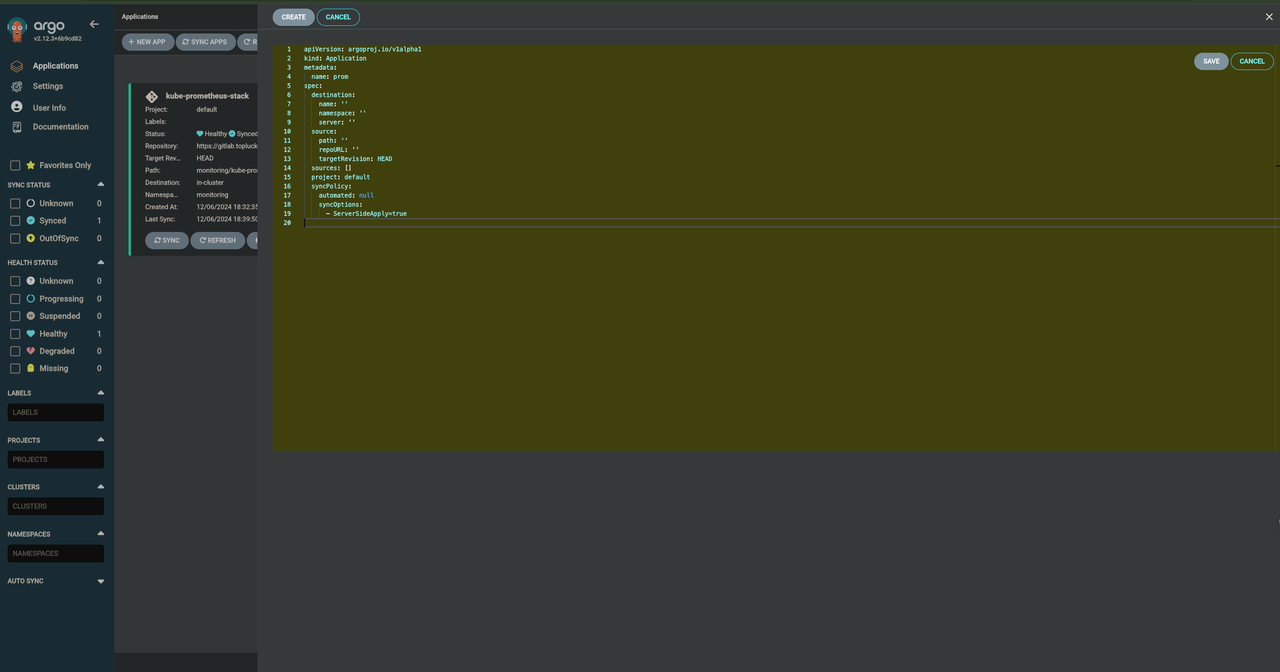 argo
v2.12.3+6b9cd82
Applications
Settings
User Info
Documentation
Favorites Only
SYNC STATUS
Unknown 0
Synced 1
OutOfSync 0
HEALTH STATUS
Unknown 0
Progressing 0
Suspended 0
Healthy 1
Degraded 0
Missing 0
LABELS
LABELS
PROJECTS
PROJECTS
CLUSTERS
CLUSTERS
NAMESPACES
NAMESPACES
AUTO SYNC
Applications
+ NEW APP SYNC APPS R
kube-prometheus-stack
Project: default
Labels:
Status: Healthy Synced
Repository: https://gitlab.topluck
Target Rev... HEAD
Path: monitoring/kube-pro
Destination: in-cluster
Namespa... monitoring
Created At: 12/06/2024 18:32:35
Last Sync: 12/06/2024 18:39:50
SYNC REFRESH
CREATE CANCEL
SAVE CANCEL
1 apiVersion: argoproj.io/v1alpha1
2 kind: Application
3 metadata:
4 name: prom
5 spec:
6 destination:
7 name: ''
8 namespace: ''
9 server: ''
10 source:
11 path: ''
12 repoURL: ''
13 targetRevision: HEAD
14 sources: []
15 project: default
16 syncPolicy:
17 automated: null
18 syncOptions:
19 - ServerSideApply=true
20